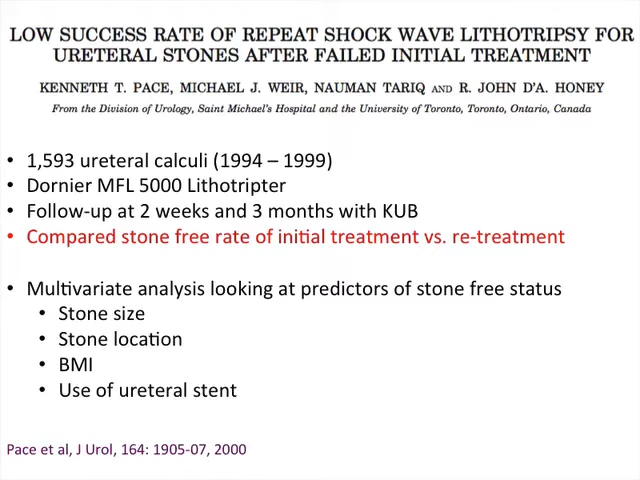 LOW SUCCESS RATE OF REPEAT SHOCK WAVE LITHOTRIPSY FOR
URETERAL STONES AFTER FAILED INITIAL TREATMENT
KENNETH T. PACE, MICHAEL J. WEIR, NAUMAN TARIQ AND R. JOHN D'A. HONEY
From the Division of Urology, Saint Michael's Hospital and the University of Toronto, Toronto, Ontario, Canada
• 1,593 ureteral calculi (1994 – 1999)
• Dornier MFL 5000 Lithotripter
• Follow-up at 2 weeks and 3 months with KUB
• Compared stone free rate of initial treatment vs. re-treatment
• Multivariate analysis looking at predictors of stone free status
• Stone size
• Stone location
• BMI
• Use of ureteral stent
Pace et al, J Urol, 164: 1905-07, 2000